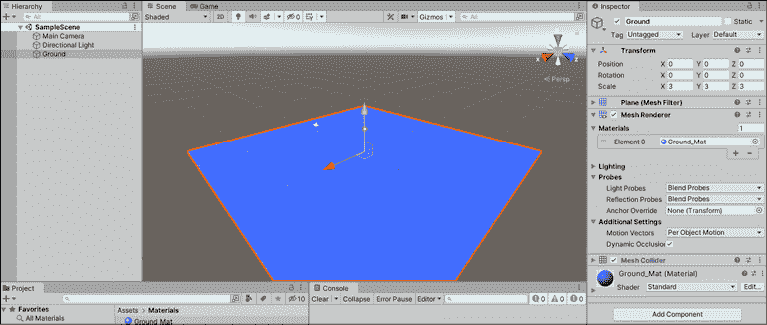 Hierarchy
All
SampleScene
Main Camera
Directional Light
Ground
Scene
Game
Shaded
2D
0
Gizmos
All
Persp
Project
10
Favorites
All Materials
Assets > Materials
Ground_Mat
Console
Clear
Collapse
Error Pause
Editor
0
0
0
Inspector
Ground
Static
Tag Untagged
Layer Default
Transform
Position X 0 Y 0 Z 0
Rotation X 0 Y 0 Z 0
Scale X 3 Y 3 Z 3
Plane (Mesh Filter)
Mesh Renderer
Materials 1
Element 0 Ground_Mat
Lighting
Probes
Light Probes Blend Probes
Reflection Probes Blend Probes
Anchor Override None (Transform)
Additional Settings
Motion Vectors Per Object Motion
Dynamic Occlusion
Mesh Collider
Ground_Mat (Material)
Shader Standard Edit...
Add Component